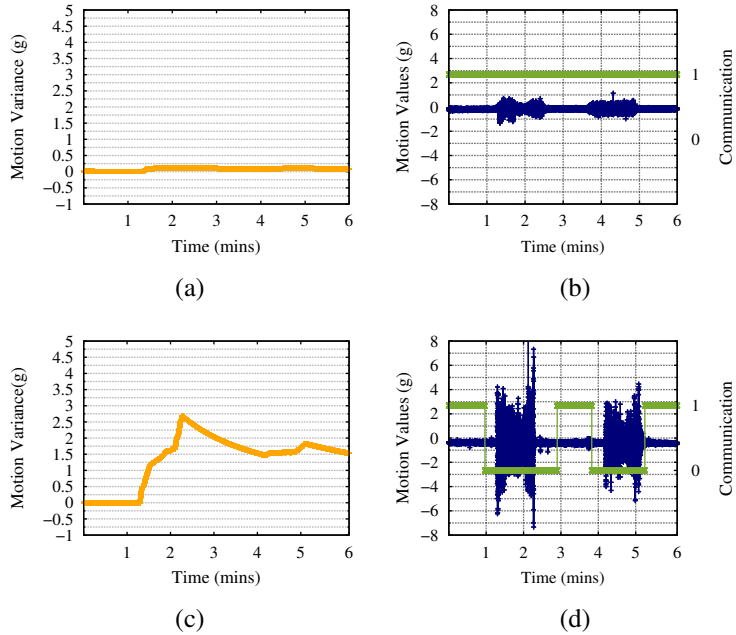 5
4.5
4
3.5
3
2.5
2
1.5
1
0.5
0
−0.5
−1
Motion Variance (g)
1 2 3 4 5 6
Time (mins)
(a)
8
6
4
2
0
−2
−4
−6
−8
Motion Values (g)
1
0
Communication
1 2 3 4 5 6
Time (mins)
(b)
5
4.5
4
3.5
3
2.5
2
1.5
1
0.5
0
−0.5
−1
Motion Variance(g)
1 2 3 4 5 6
Time (mins)
(c)
8
6
4
2
0
−2
−4
−6
−8
Motion Values (g)
1
0
Communication
1 2 3 4 5 6
Time (mins)
(d)